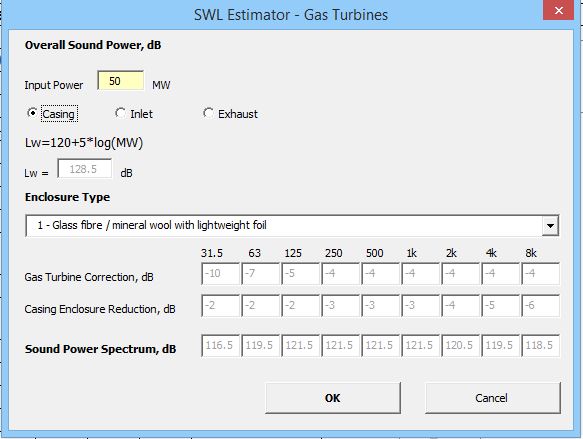 SWL Estimator - Gas Turbines
×
Overall Sound Power, dB
Input Power 50 MW
Casing Inlet Exhaust
Lw=120+5*log(MW)
Lw = 128.5 dB
Enclosure Type
1 - Glass fibre / mineral wool with lightweight foil
31.5 63 125 250 500 1k 2k 4k 8k
Gas Turbine Correction, dB -10 -7 -5 -4 -4 -4 -4 -4 -4
Casing Enclosure Reduction, dB -2 -2 -2 -3 -3 -3 -4 -5 -6
Sound Power Spectrum, dB 116.5 119.5 121.5 121.5 121.5 121.5 120.5 119.5 118.5
OK Cancel